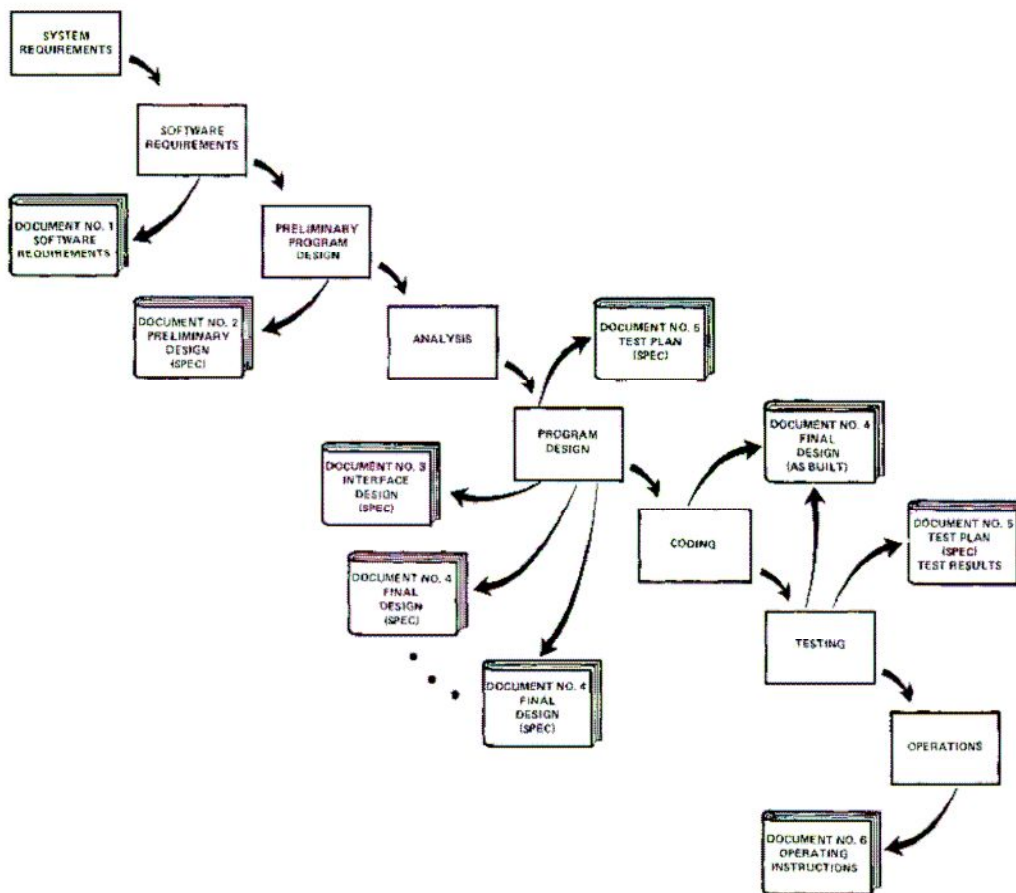 SYSTEM
REQUIREMENTS
SOFTWARE
REQUIREMENTS
DOCUMENT NO. 1
SOFTWARE
REQUIREMENTS
PRELIMINARY
PROGRAM
DESIGN
DOCUMENT NO. 2
PRELIMINARY
DESIGN
(SPEC)
ANALYSIS
DOCUMENT NO. 5
TEST PLAN
(SPEC)
PROGRAM
DESIGN
DOCUMENT NO. 3
INTERFACE
DESIGN
(SPEC)
DOCUMENT NO. 4
FINAL
DESIGN
(AS BUILT)
CODING
DOCUMENT NO. 5
TEST PLAN
(SPEC)
TEST RESULTS
DOCUMENT NO. 4
FINAL
DESIGN
(SPEC)
TESTING
DOCUMENT NO. 4
FINAL
DESIGN
(SPEC)
OPERATIONS
DOCUMENT NO. 6
OPERATING
INSTRUCTIONS